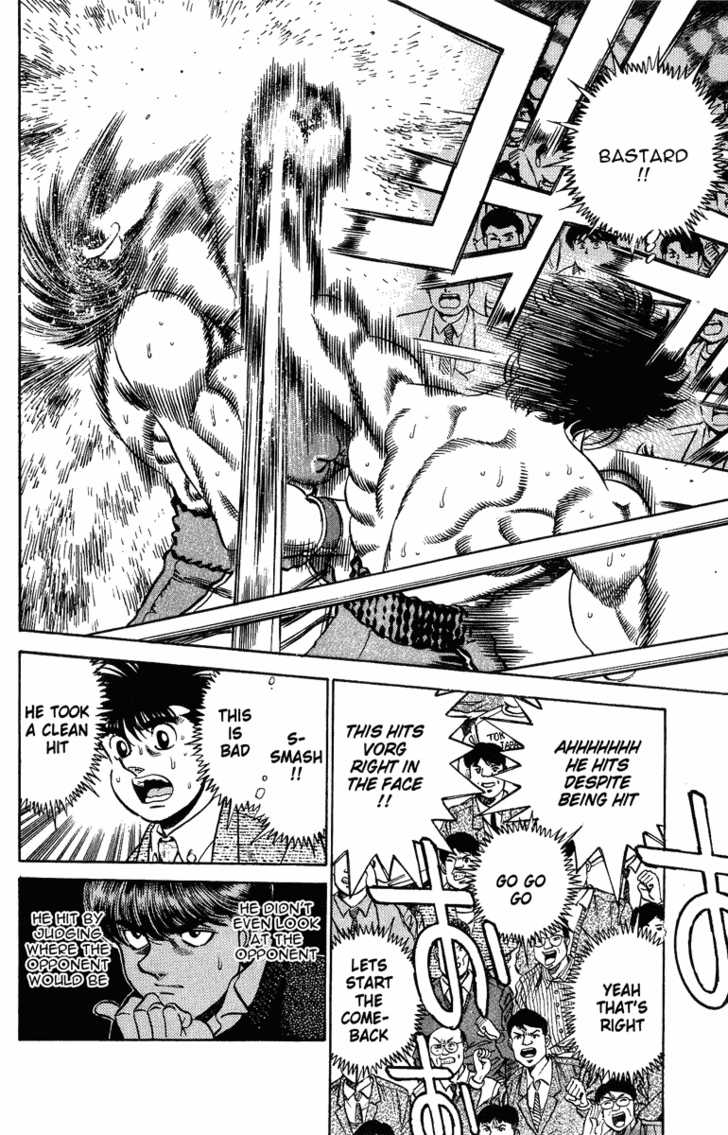 BASTARD
!!
AHHHHHHH
HE HITS
DESPITE
BEING HIT
THIS HITS
VORG
RIGHT IN
THE FACE
!!
GO GO
GO
YEAH
THAT'S
RIGHT
LETS
START
THE
COME-
BACK
S-
SMASH
!!
THIS
IS
BAD
HE TOOK
A CLEAN
HIT
HE DIDN'T
EVEN LOOK
AT THE
OPPONENT
HE HIT BY
JUDGING
WHERE THE
OPPONENT
WOULD BE